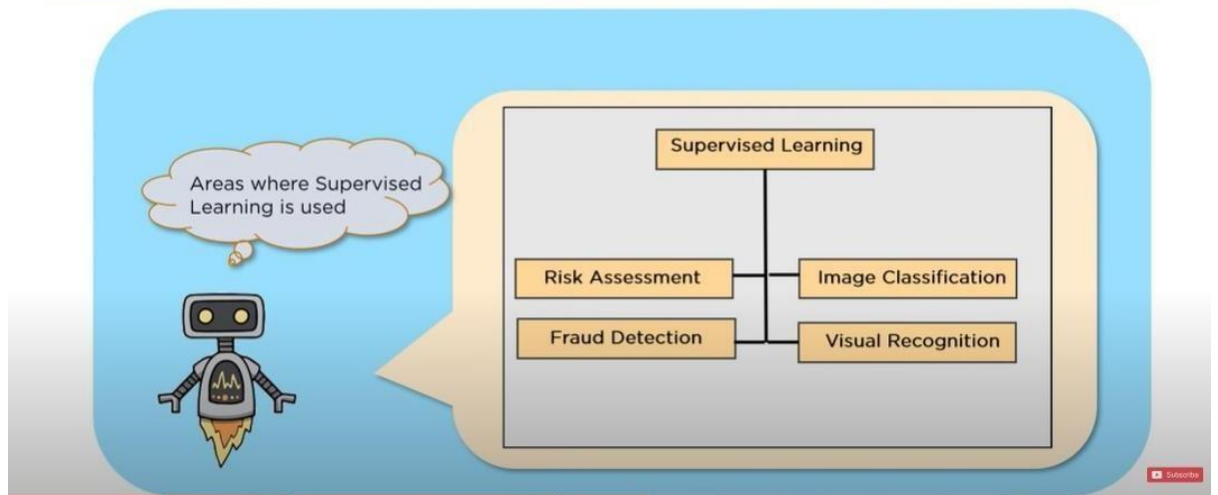 Supervised Learning
Areas where Supervised
Learning is used
Risk Assessment
Image Classification
Fraud Detection
Visual Recognition
Subscribe